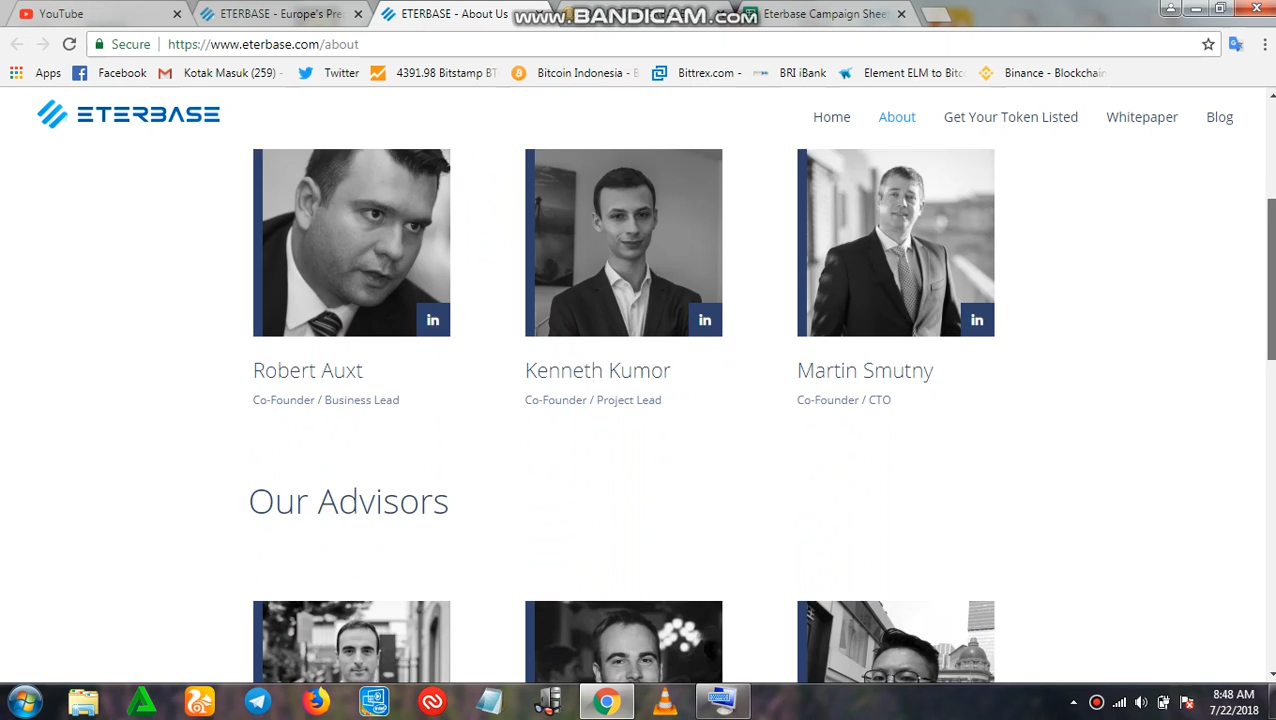 YouTube
ETERBASE - Europe's Pre
ETERBASE - About Us
Eterbase Campaign Shee
www.BANDICAM.com
Secure
https://www.eterbase.com/about
Apps
Facebook
Kotak Masuk (259) -
Twitter
4391.98 Bitstamp BT
Bitcoin Indonesia - B
Bittrex.com -
BRI iBank
Element ELM to Bitc
Binance - Blockchain
ETERBASE
Home
About
Get Your Token Listed
Whitepaper
Blog
in
in
in
Robert Auxt
Kenneth Kumor
Martin Smutny
Co-Founder / Business Lead
Co-Founder / Project Lead
Co-Founder / CTO
Our Advisors
8:48 AM
7/22/2018